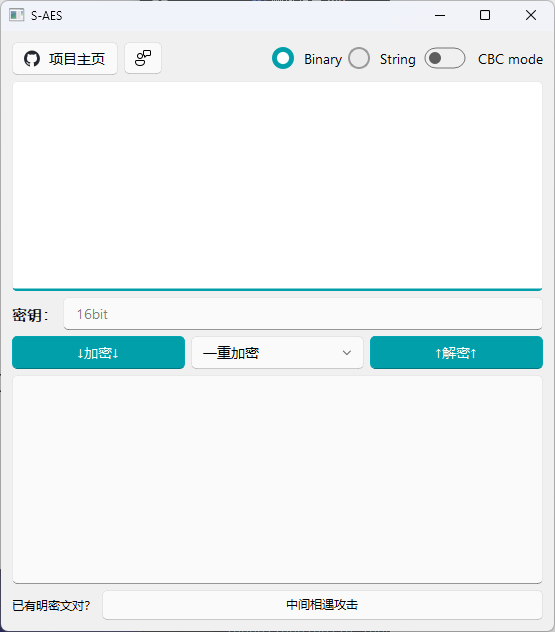 S-AES
项目主页 Binary String CBC mode
密钥： 16bit
↓加密↓ 一重加密 ↑解密↑
已有明密文对? 中间相遇攻击